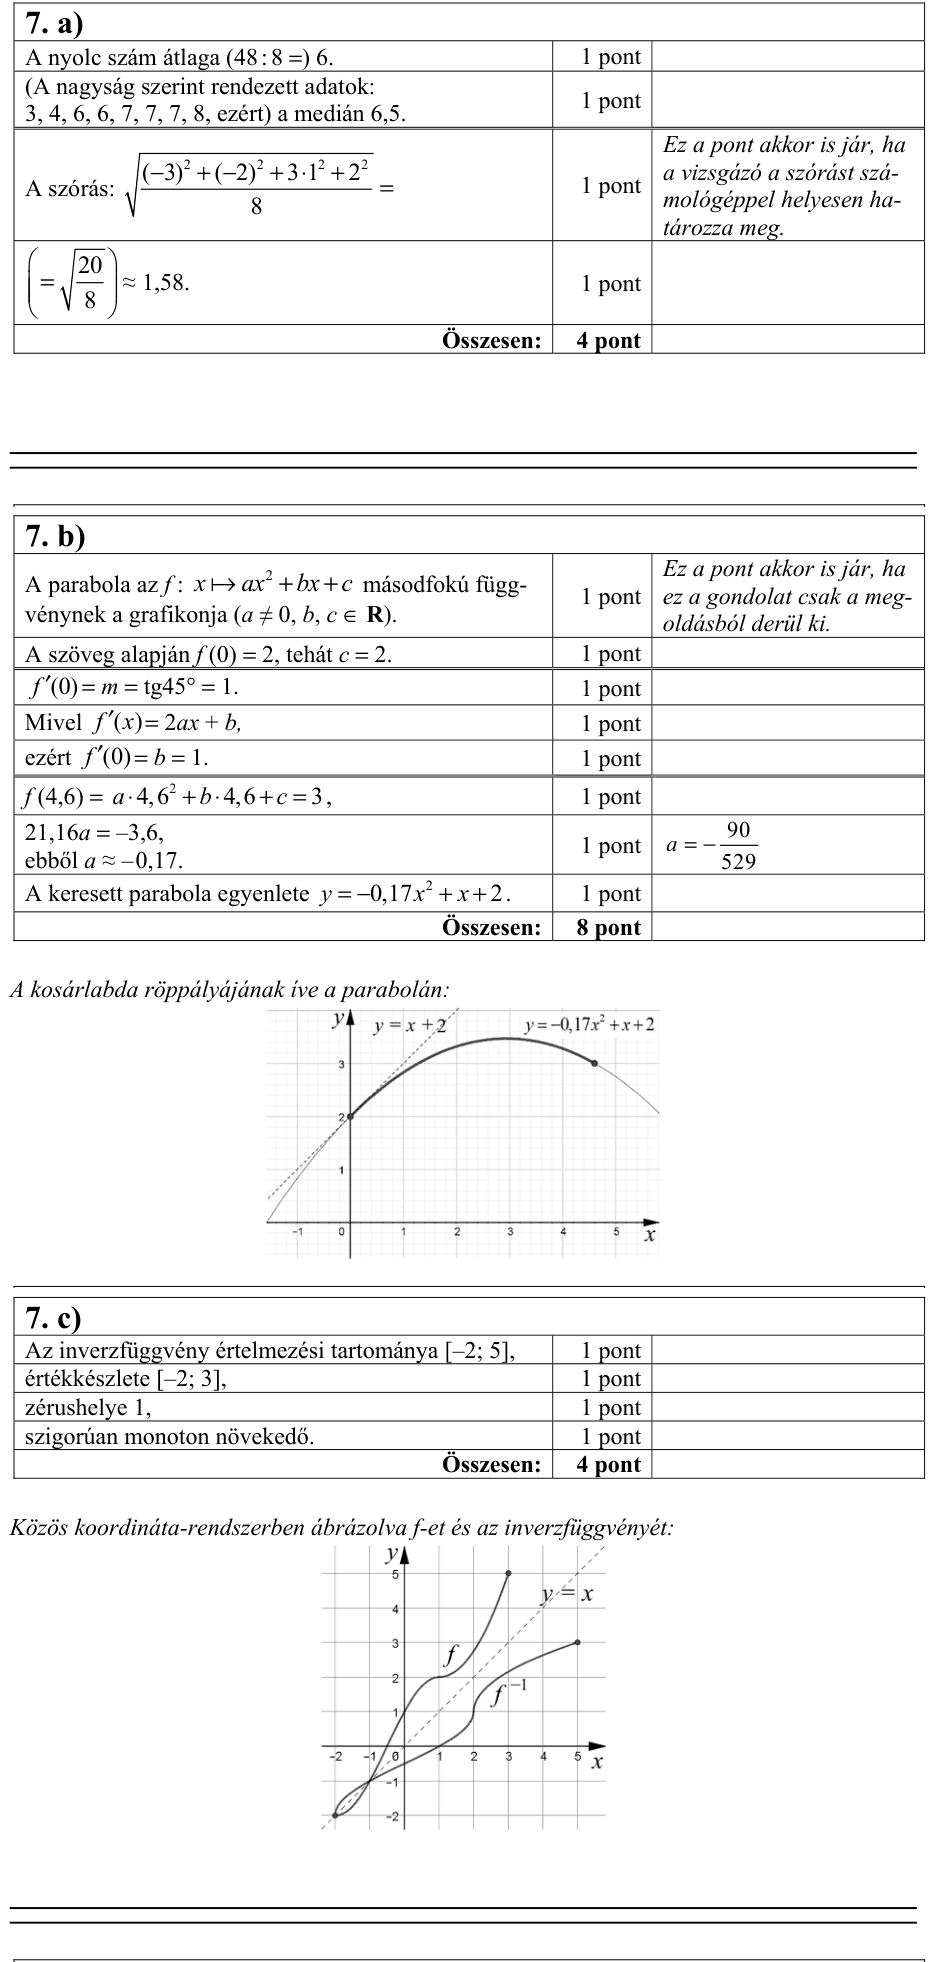 7. a)
A nyolc szám átlaga (48 : 8 =) 6.
1 pont
(A nagyság szerint rendezett adatok:
3, 4, 6, 6, 7, 7, 7, 8, ezért) a medián 6,5.
1 pont
A szórás: √(((–3)² + (–2)² + 3·1² + 2²)/8) =
1 pont
Ez a pont akkor is jár, ha
a vizsgázó a szórást szá-
mológéppel helyesen ha-
tározza meg.
(= √(20/8)) ≈ 1,58.
1 pont
Összesen: 4 pont
7. b)
A parabola az f : x ↦ ax² + bx + c másodfokú függ-
vénynek a grafikonja (a ≠ 0, b, c ∈ R).
1 pont
Ez a pont akkor is jár, ha
ez a gondolat csak a meg-
oldásból derül ki.
A szöveg alapján f (0) = 2, tehát c = 2.
1 pont
f′(0) = m = tg45° = 1.
1 pont
Mivel f′(x) = 2ax + b,
1 pont
ezért f′(0) = b = 1.
1 pont
f(4,6) = a·4,6² + b·4,6 + c = 3,
1 pont
21,16a = –3,6,
ebből a ≈ –0,17.
1 pont
a = –90/529
A keresett parabola egyenlete y = –0,17x² + x + 2.
1 pont
Összesen: 8 pont
A kosárlabda röppályájának íve a parabolán:
y
y = x + 2
y = –0,17x² + x + 2
3
2
1
-1 0 1 2 3 4 5 x
7. c)
Az inverzfüggvény értelmezési tartománya [–2; 5],
1 pont
értékkészlete [–2; 3],
1 pont
zérushelye 1,
1 pont
szigorúan monoton növekedő.
1 pont
Összesen: 4 pont
Közös koordináta-rendszerben ábrázolva f-et és az inverzfüggvényét:
y
5
y = x
4
3
f
2
f⁻¹
1
-2 -1 0 1 2 3 4 5 x
-1
-2